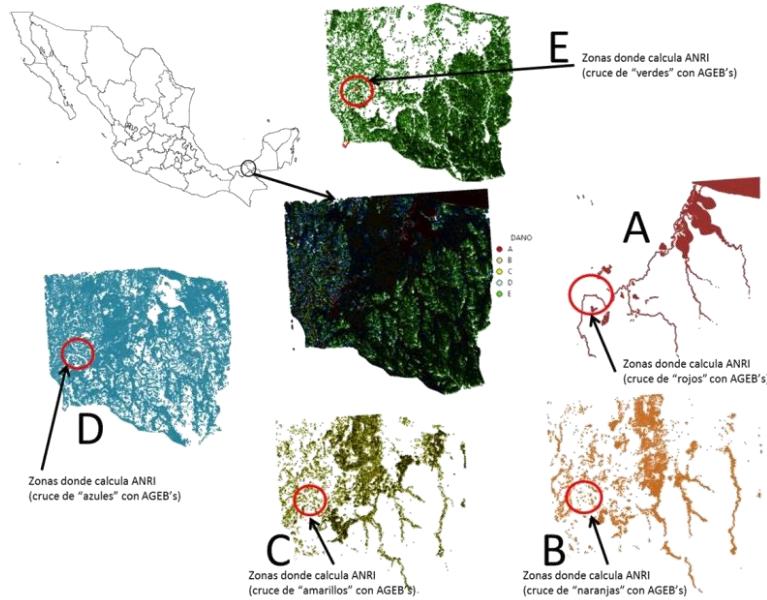 E
Zonas donde calcula ANRI
(cruce de “verdes” con AGEB’s)
DANO
A
B
C
D
E
A
Zonas donde calcula ANRI
(cruce de “rojos” con AGEB’s)
D
Zonas donde calcula ANRI
(cruce de “azules” con AGEB’s)
C
Zonas donde calcula ANRI
(cruce de “amarillos” con AGEB’s)
B
Zonas donde calcula ANRI
(cruce de “naranjas” con AGEB’s)